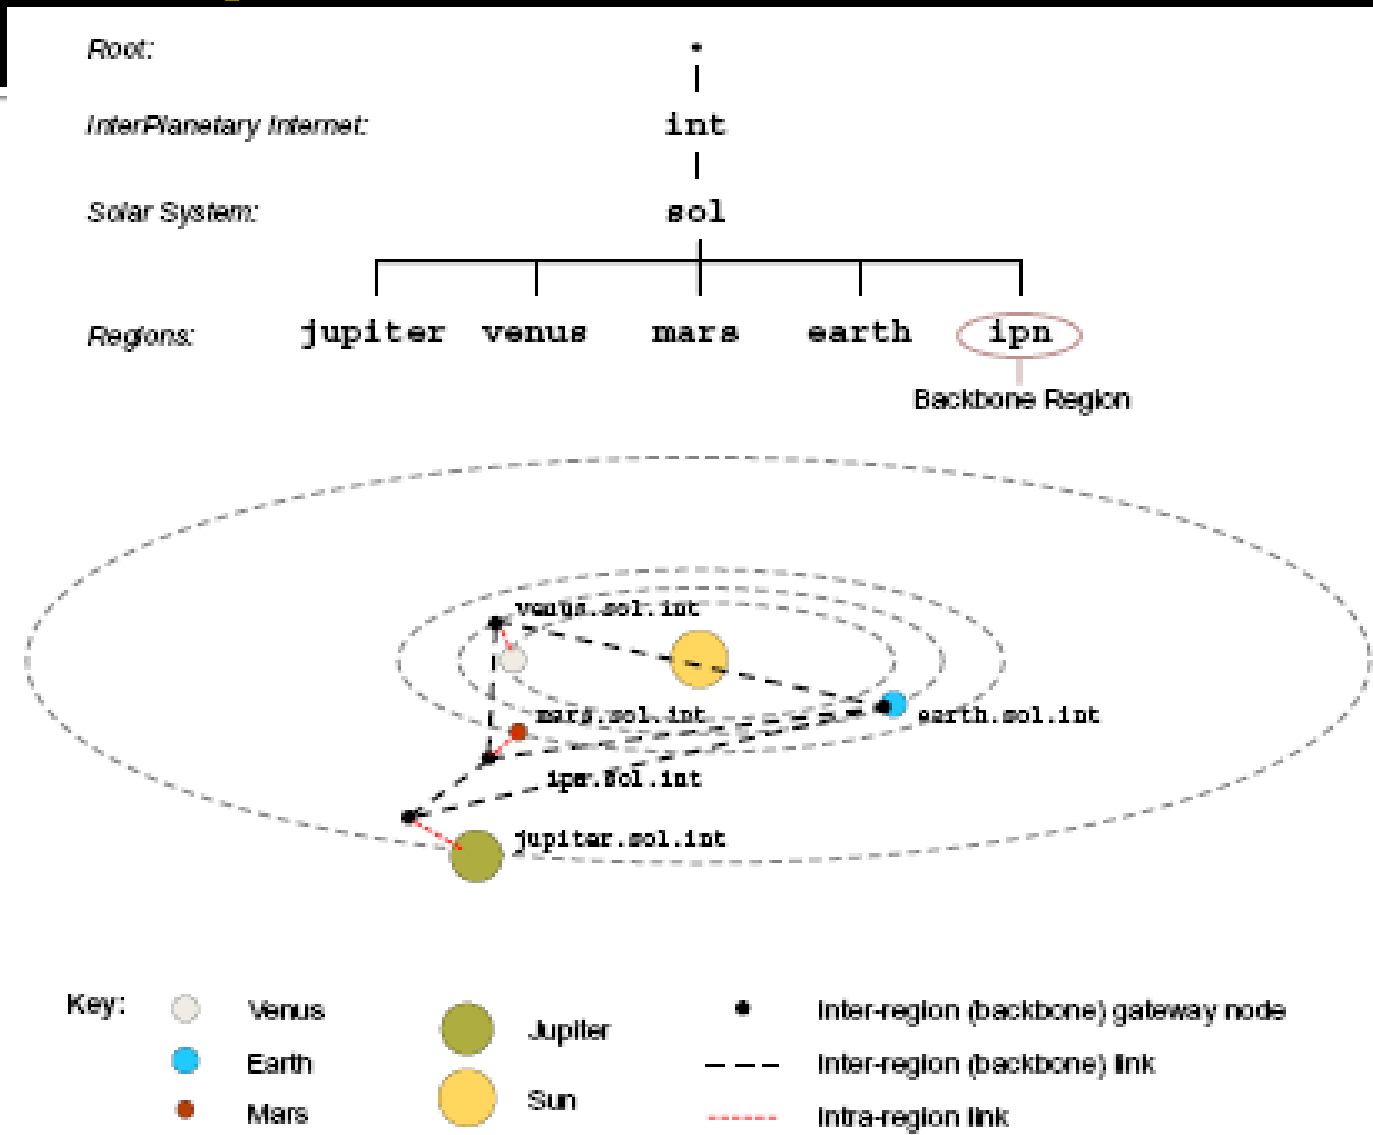 Root:
InterPlanetary Internet:
int
Solar System:
sol
Regions:
jupiter venus mars earth ipn
Backbone Region
venus.sol.int
mars.sol.int
earth.sol.int
ipn.sol.int
jupiter.sol.int
Key:
Venus
Earth
Mars
Jupiter
Sun
Inter-region (backbone) gateway node
Inter-region (backbone) link
Intra-region link